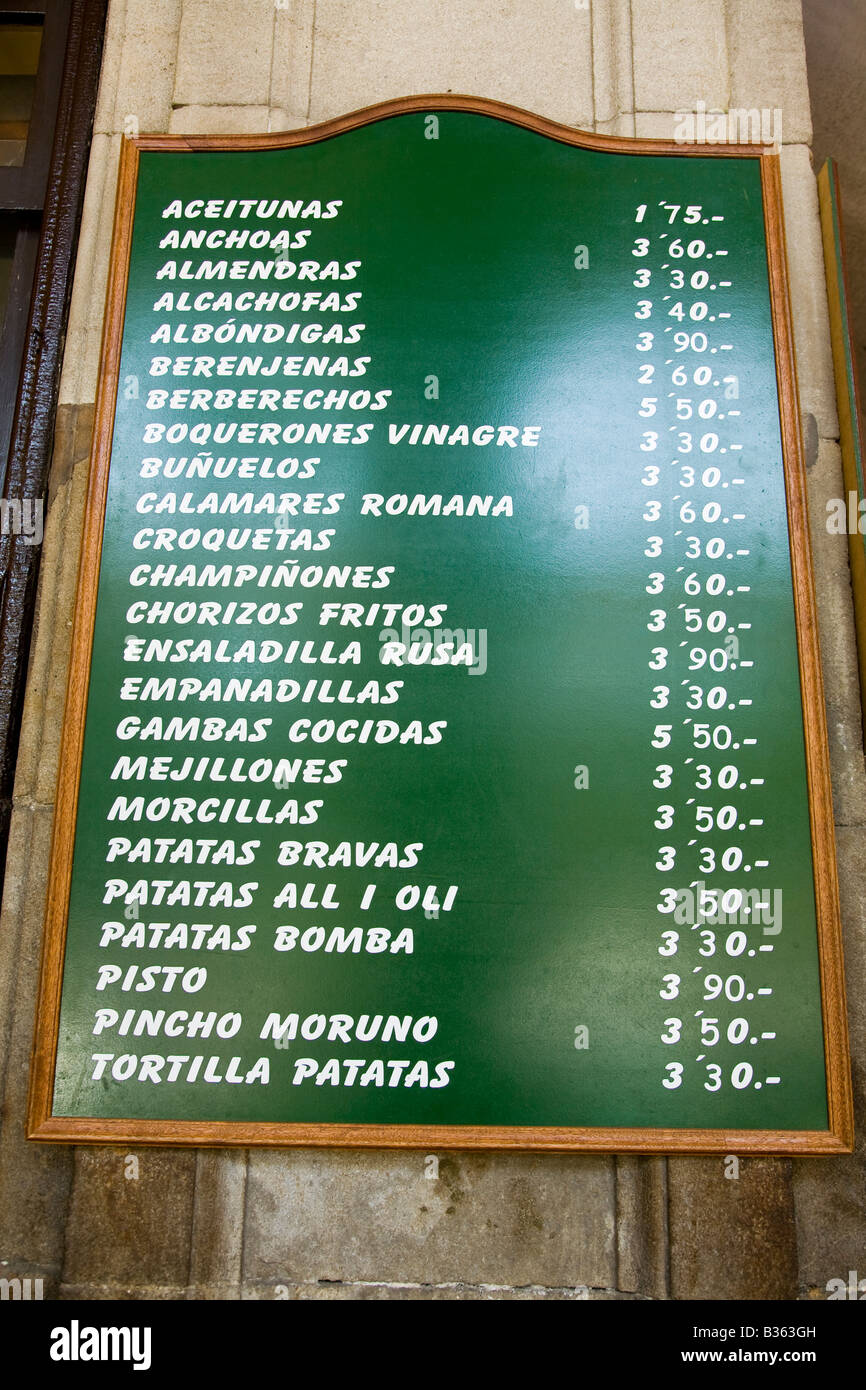 ACEITUNAS 1´75.-
ANCHOAS 3´60.-
ALMENDRAS 3´30.-
ALCACHOFAS 3´40.-
ALBÓNDIGAS 3´90.-
BERENJENAS 2´60.-
BERBERECHOS 5´50.-
BOQUERONES VINAGRE 3´30.-
BUÑUELOS 3´30.-
CALAMARES ROMANA 3´60.-
CROQUETAS 3´30.-
CHAMPIÑONES 3´60.-
CHORIZOS FRITOS 3´50.-
ENSALADILLA RUSA 3´90.-
EMPANADILLAS 3´30.-
GAMBAS COCIDAS 5´50.-
MEJILLONES 3´30.-
MORCILLAS 3´50.-
PATATAS BRAVAS 3´30.-
PATATAS ALL I OLI 3´50.-
PATATAS BOMBA 3´30.-
PISTO 3´90.-
PINCHO MORUNO 3´50.-
TORTILLA PATATAS 3´30.-
alamy
Image ID: B363GH
www.alamy.com